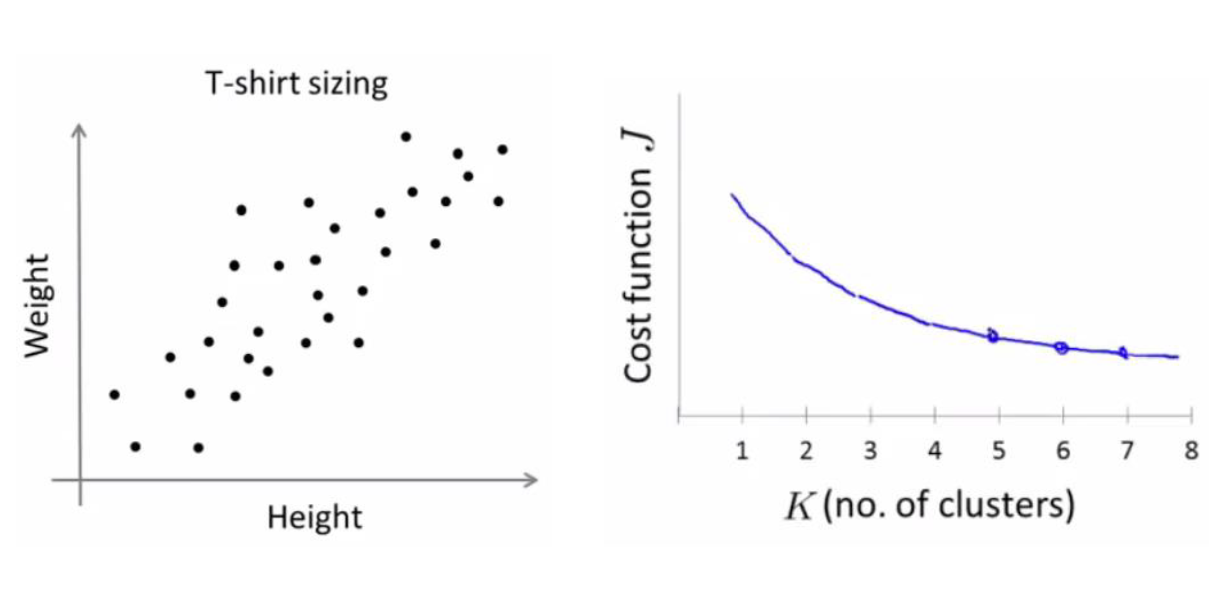 T-shirt sizing
Weight
Height
Cost function J
1 2 3 4 5 6 7 8
K (no. of clusters)